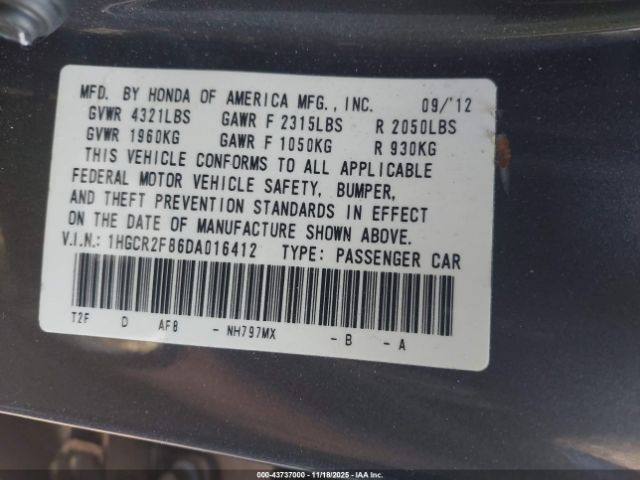 MFD. BY HONDA OF AMERICA MFG., INC. 09/'12
GVWR 4321LBS GAWR F 2315LBS R 2050LBS
GVWR 1960KG GAWR F 1050KG R 930KG
THIS VEHICLE CONFORMS TO ALL APPLICABLE
FEDERAL MOTOR VEHICLE SAFETY, BUMPER,
AND THEFT PREVENTION STANDARDS IN EFFECT
ON THE DATE OF MANUFACTURE SHOWN ABOVE.
V.I.N.: 1HGCR2F86DA016412 TYPE: PASSENGER CAR
T2F D AF8 - NH797MX - B - A
000-43737000 - 11/18/2025 - IAA Inc.